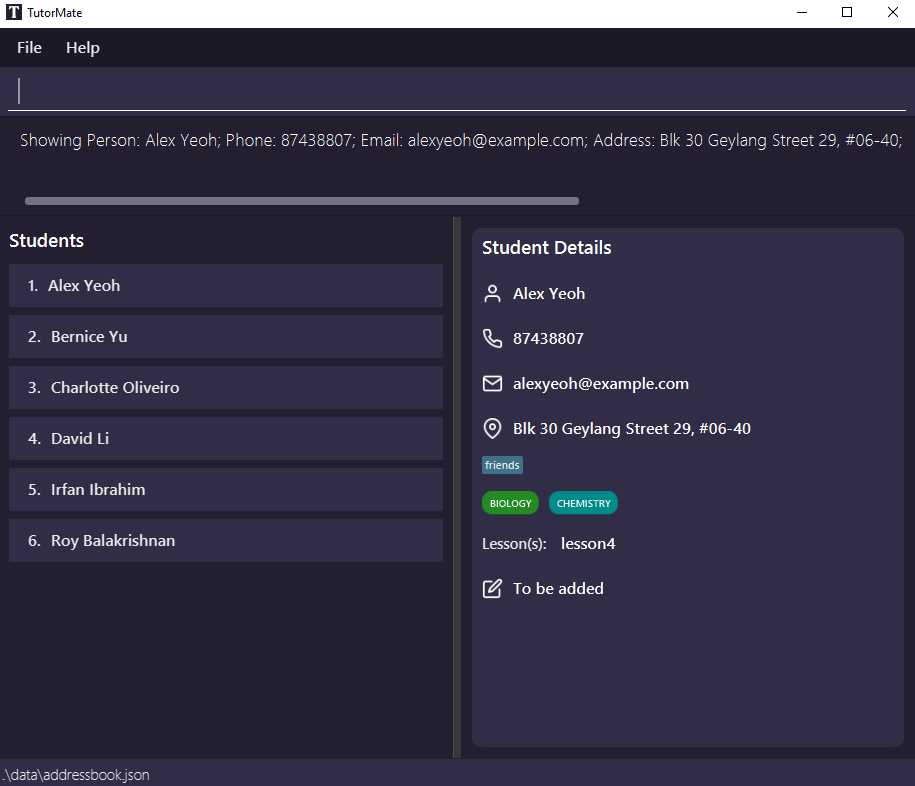 TutorMate
File Help
Showing Person: Alex Yeoh; Phone: 87438807; Email: alexyeoh@example.com; Address: Blk 30 Geylang Street 29, #06-40;
Students
1. Alex Yeoh
2. Bernice Yu
3. Charlotte Oliveiro
4. David Li
5. Irfan Ibrahim
6. Roy Balakrishnan
Student Details
Alex Yeoh
87438807
alexyeoh@example.com
Blk 30 Geylang Street 29, #06-40
friends
BIOLOGY CHEMISTRY
Lesson(s): lesson4
To be added
.\data\addressbook.json